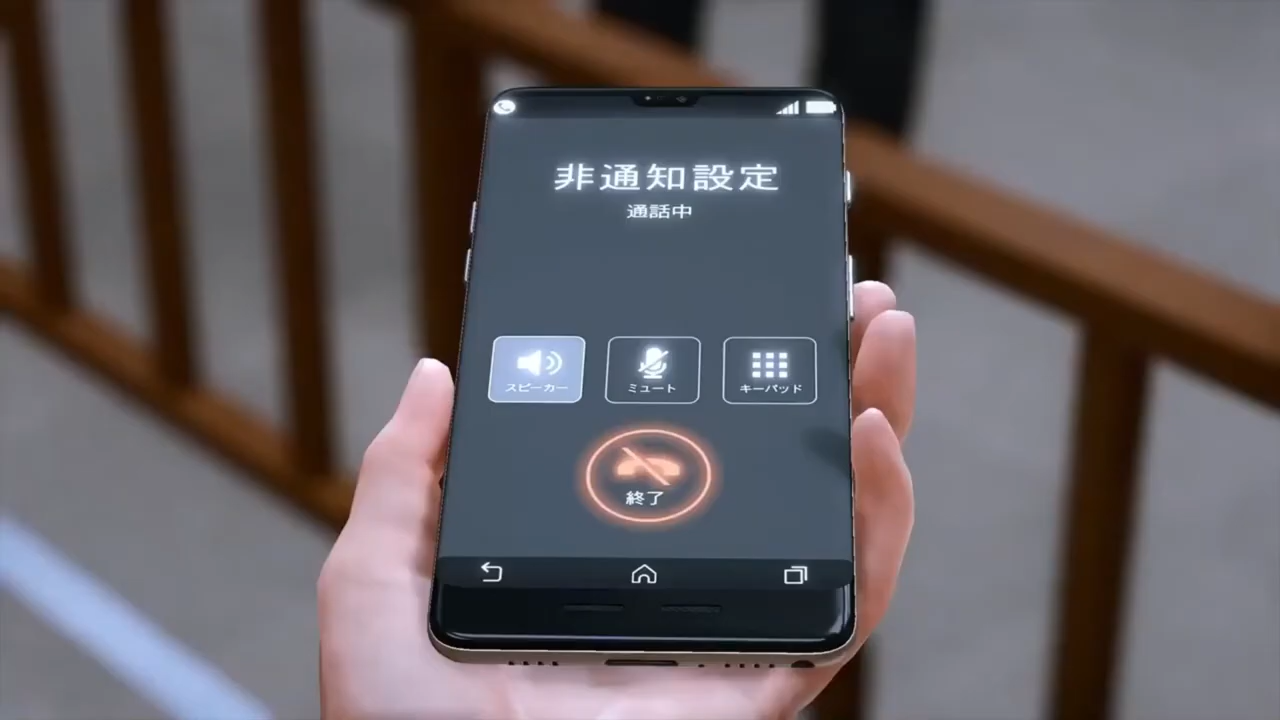 非通知設定
通話中
スピーカー
ミュート
キーパッド
終了